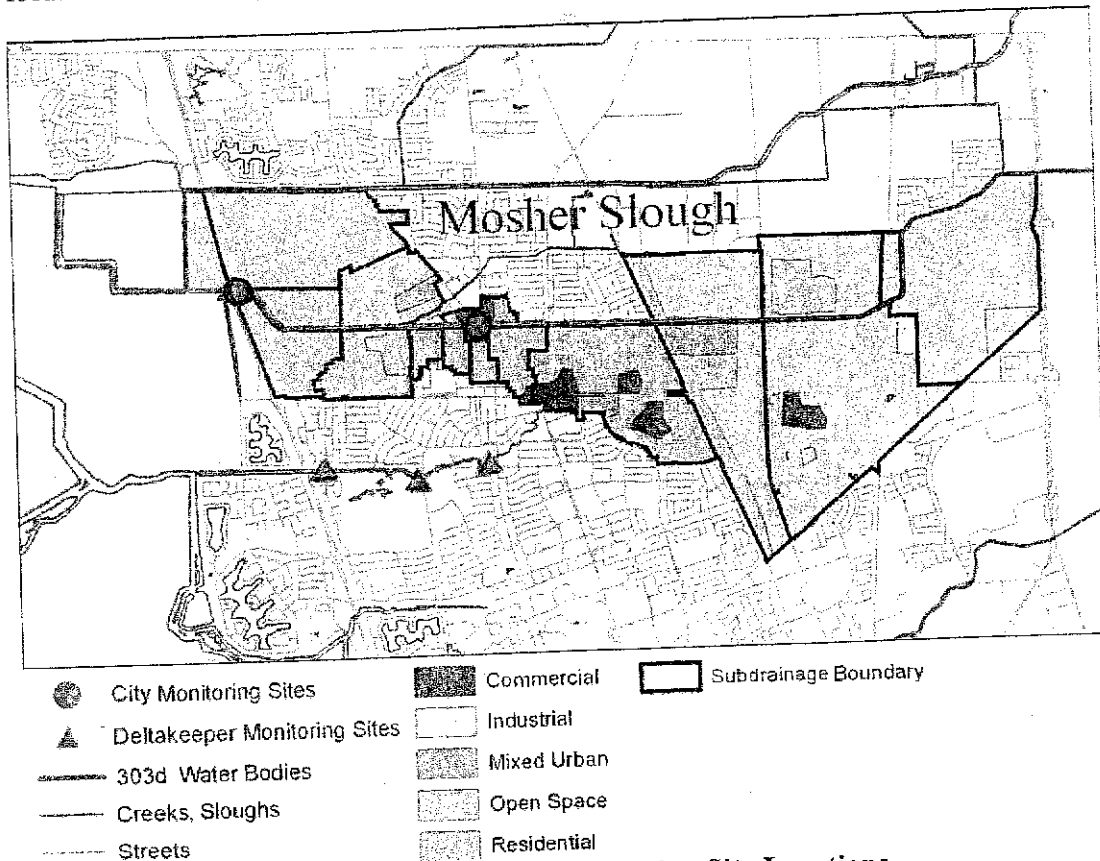 Mosher Slough
City Monitoring Sites
Deltakeeper Monitoring Sites
303d Water Bodies
Creeks, Sloughs
Streets
Commercial
Industrial
Mixed Urban
Open Space
Residential
Subdrainage Boundary
Site Locations